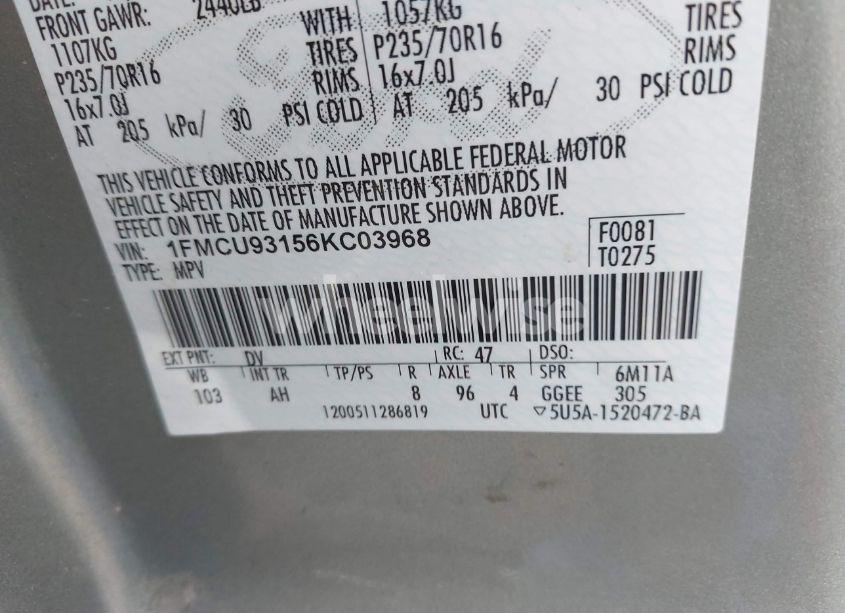 DATE:
FRONT GAWR: 2440LB
1107KG WITH 1057KG TIRES
P235/70R16 TIRES P235/70R16 RIMS
16x7.0J RIMS 16x7.0J
AT 205 kPa/ 30 PSI COLD AT 205 kPa/ 30 PSI COLD
Ford
THIS VEHICLE CONFORMS TO ALL APPLICABLE FEDERAL MOTOR
VEHICLE SAFETY AND THEFT PREVENTION STANDARDS IN
EFFECT ON THE DATE OF MANUFACTURE SHOWN ABOVE.
VIN: 1FMCU93156KC03968
TYPE: MPV
F0081
T0275
wheelwise
EXT PNT: DV RC: 47 DSO:
WB INT TR TP/PS R AXLE TR SPR 6M11A
103 AH 8 96 4 GGEE 305
1200511286819 UTC ▽5U5A-1520472-BA